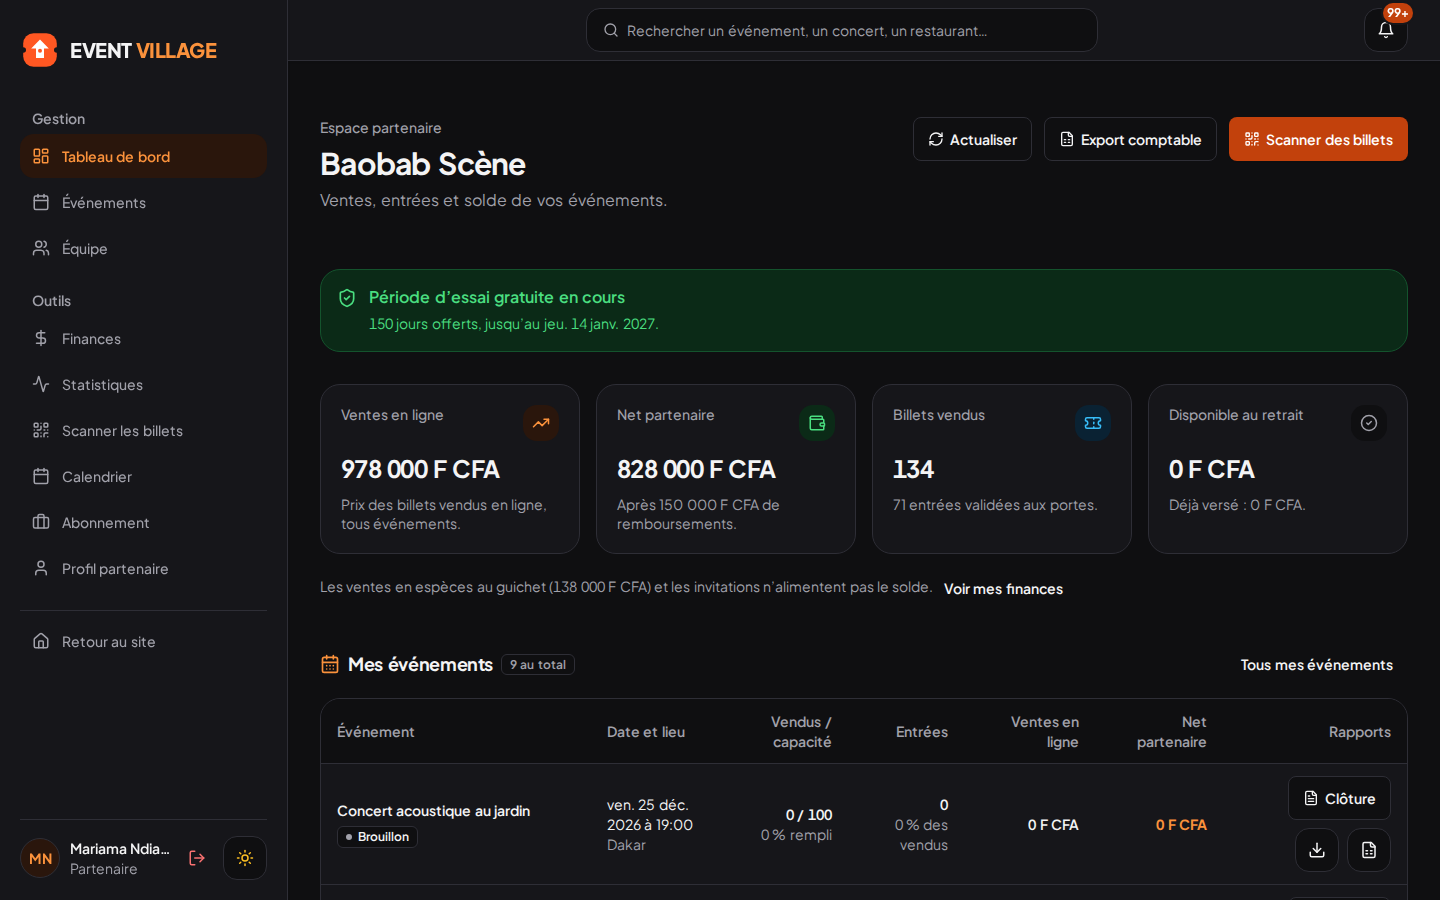 EVENT VILLAGE
Gestion
Tableau de bord
Événements
Équipe
Outils
Finances
Statistiques
Scanner les billets
Calendrier
Abonnement
Profil partenaire
Retour au site
MN
Mariama Ndia…
Partenaire
Rechercher un événement, un concert, un restaurant…
99+
Espace partenaire
Baobab Scène
Ventes, entrées et solde de vos événements.
Actualiser
Export comptable
Scanner des billets
Période d’essai gratuite en cours
150 jours offerts, jusqu’au jeu. 14 janv. 2027.
Ventes en ligne
978 000 F CFA
Prix des billets vendus en ligne,
tous événements.
Net partenaire
828 000 F CFA
Après 150 000 F CFA de
remboursements.
Billets vendus
134
71 entrées validées aux portes.
Disponible au retrait
0 F CFA
Déjà versé : 0 F CFA.
Les ventes en espèces au guichet (138 000 F CFA) et les invitations n’alimentent pas le solde. Voir mes finances
Mes événements
9 au total
Tous mes événements
Événement
Date et lieu
Vendus /
capacité
Entrées
Ventes en
ligne
Net
partenaire
Rapports
Concert acoustique au jardin
Brouillon
ven. 25 déc.
2026 à 19:00
Dakar
0 / 100
0 % rempli
0
0 % des
vendus
0 F CFA
0 F CFA
Clôture